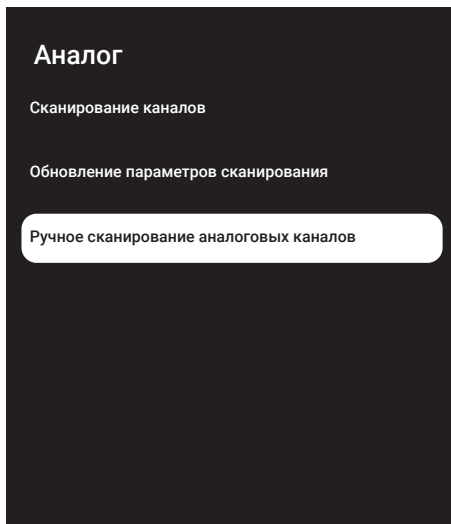 Аналог
Сканирование каналов
Обновление параметров сканирования
Ручное сканирование аналоговых каналов